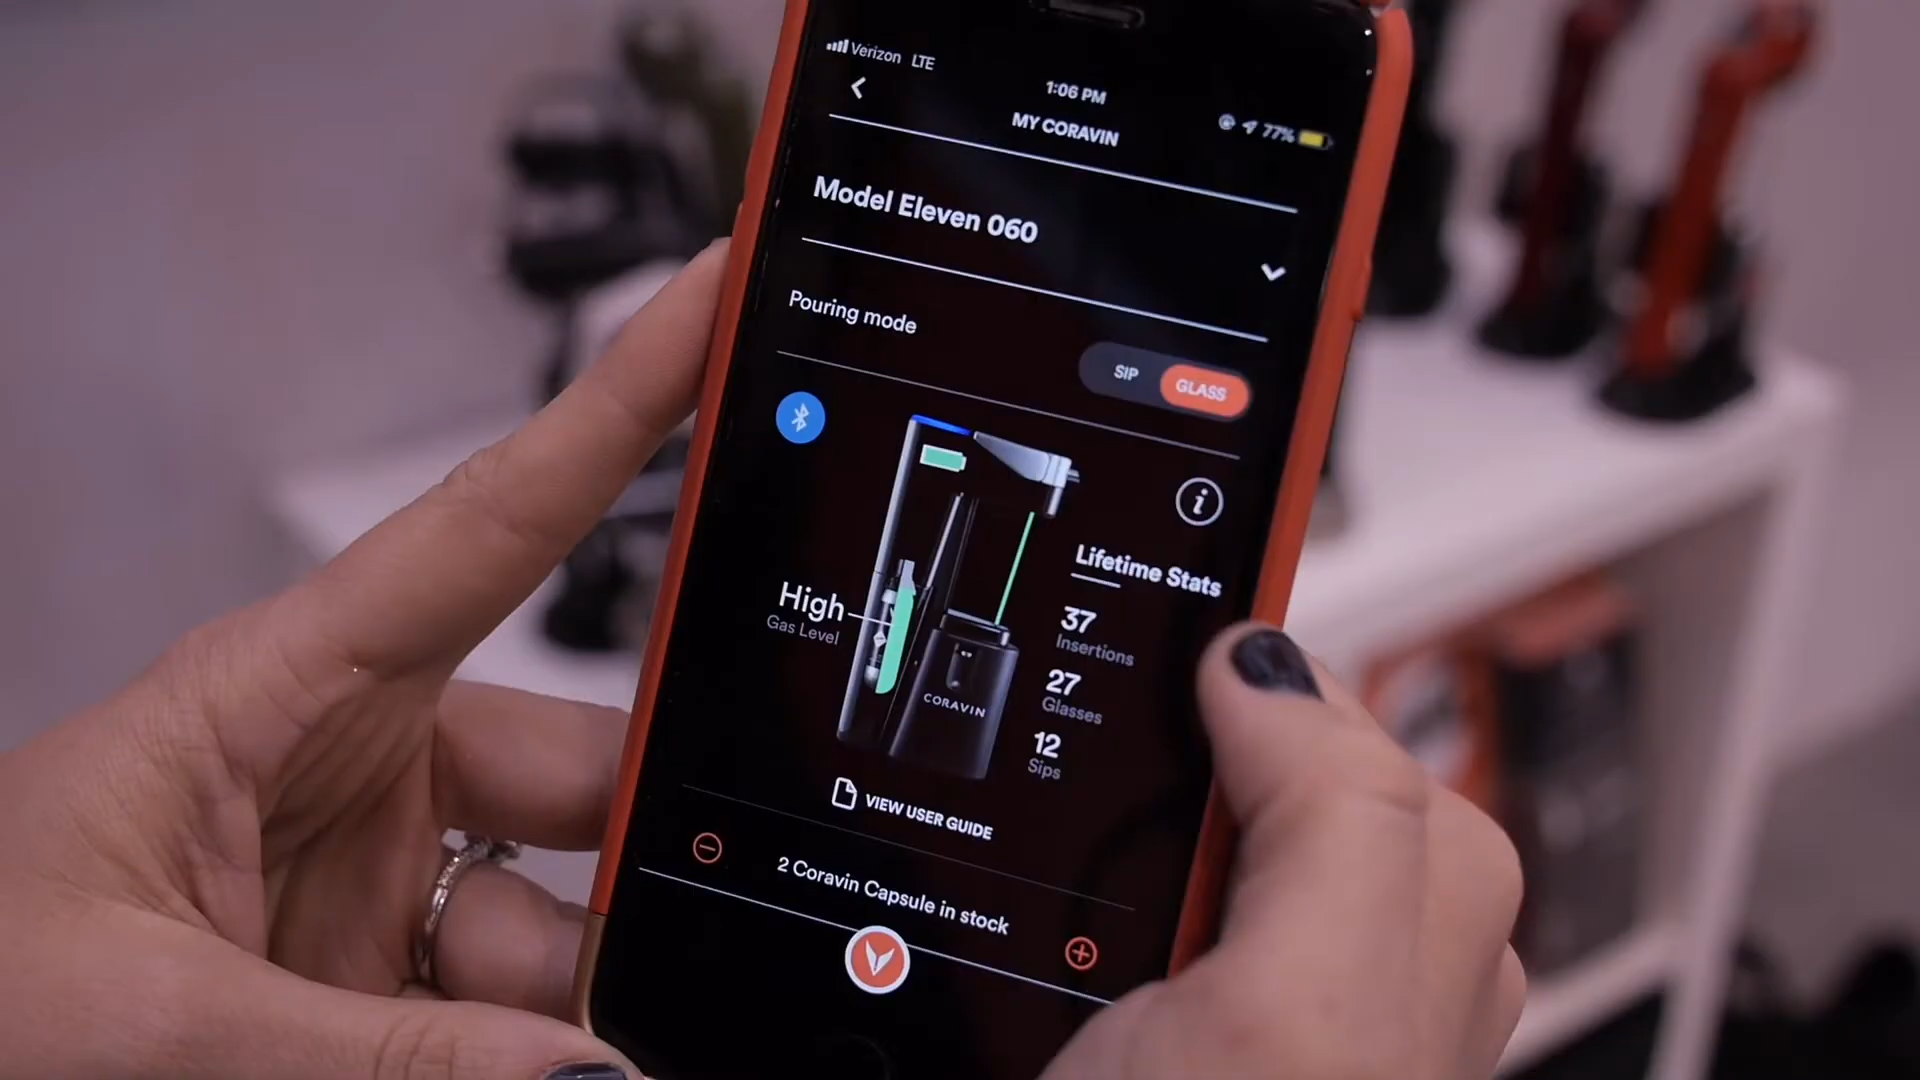 Verizon LTE
1:06 PM
77%
MY CORAVIN
Model Eleven 060
Pouring mode
SIP
GLASS
i
High
Gas Level
CORAVIN
Lifetime Stats
37
Insertions
27
Glasses
12
Sips
VIEW USER GUIDE
2 Coravin Capsule in stock